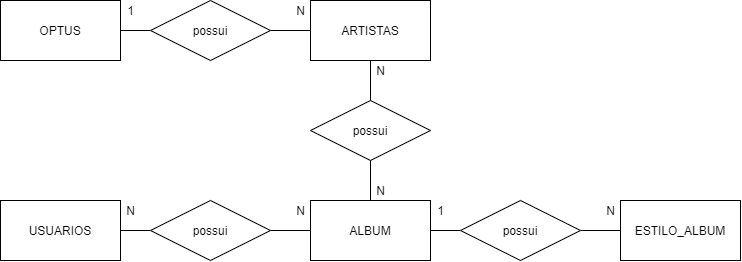 OPTUS
1
possui
N
ARTISTAS
N
possui
N
USUARIOS
N
possui
N
ALBUM
1
possui
N
ESTILO_ALBUM